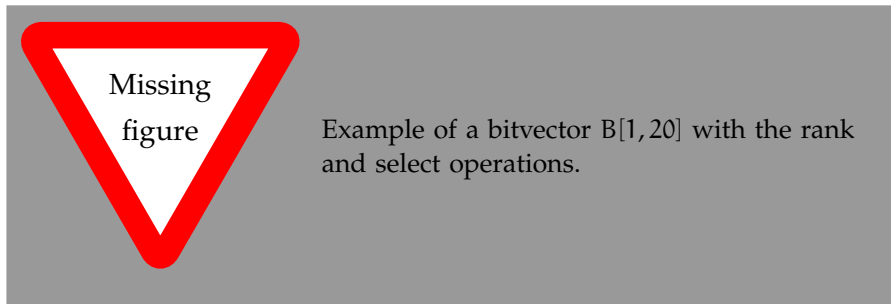 Missing
figure
Example of a bitvector B[1, 20] with the rank
and select operations.